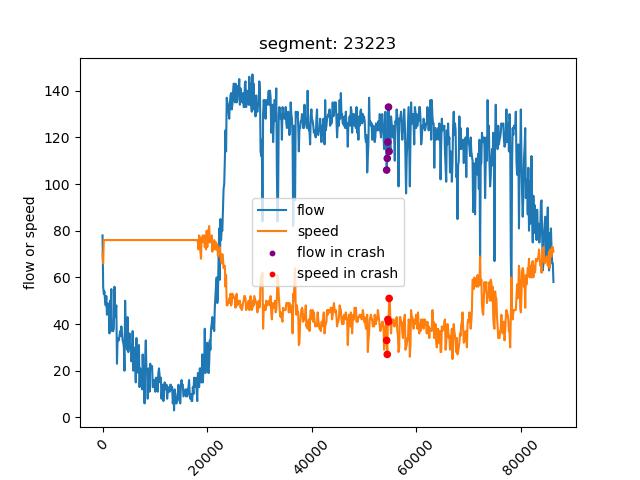 segment: 23223
flow or speed
140
120
100
80
60
40
20
0
flow
speed
flow in crash
speed in crash
0
20000
40000
60000
80000